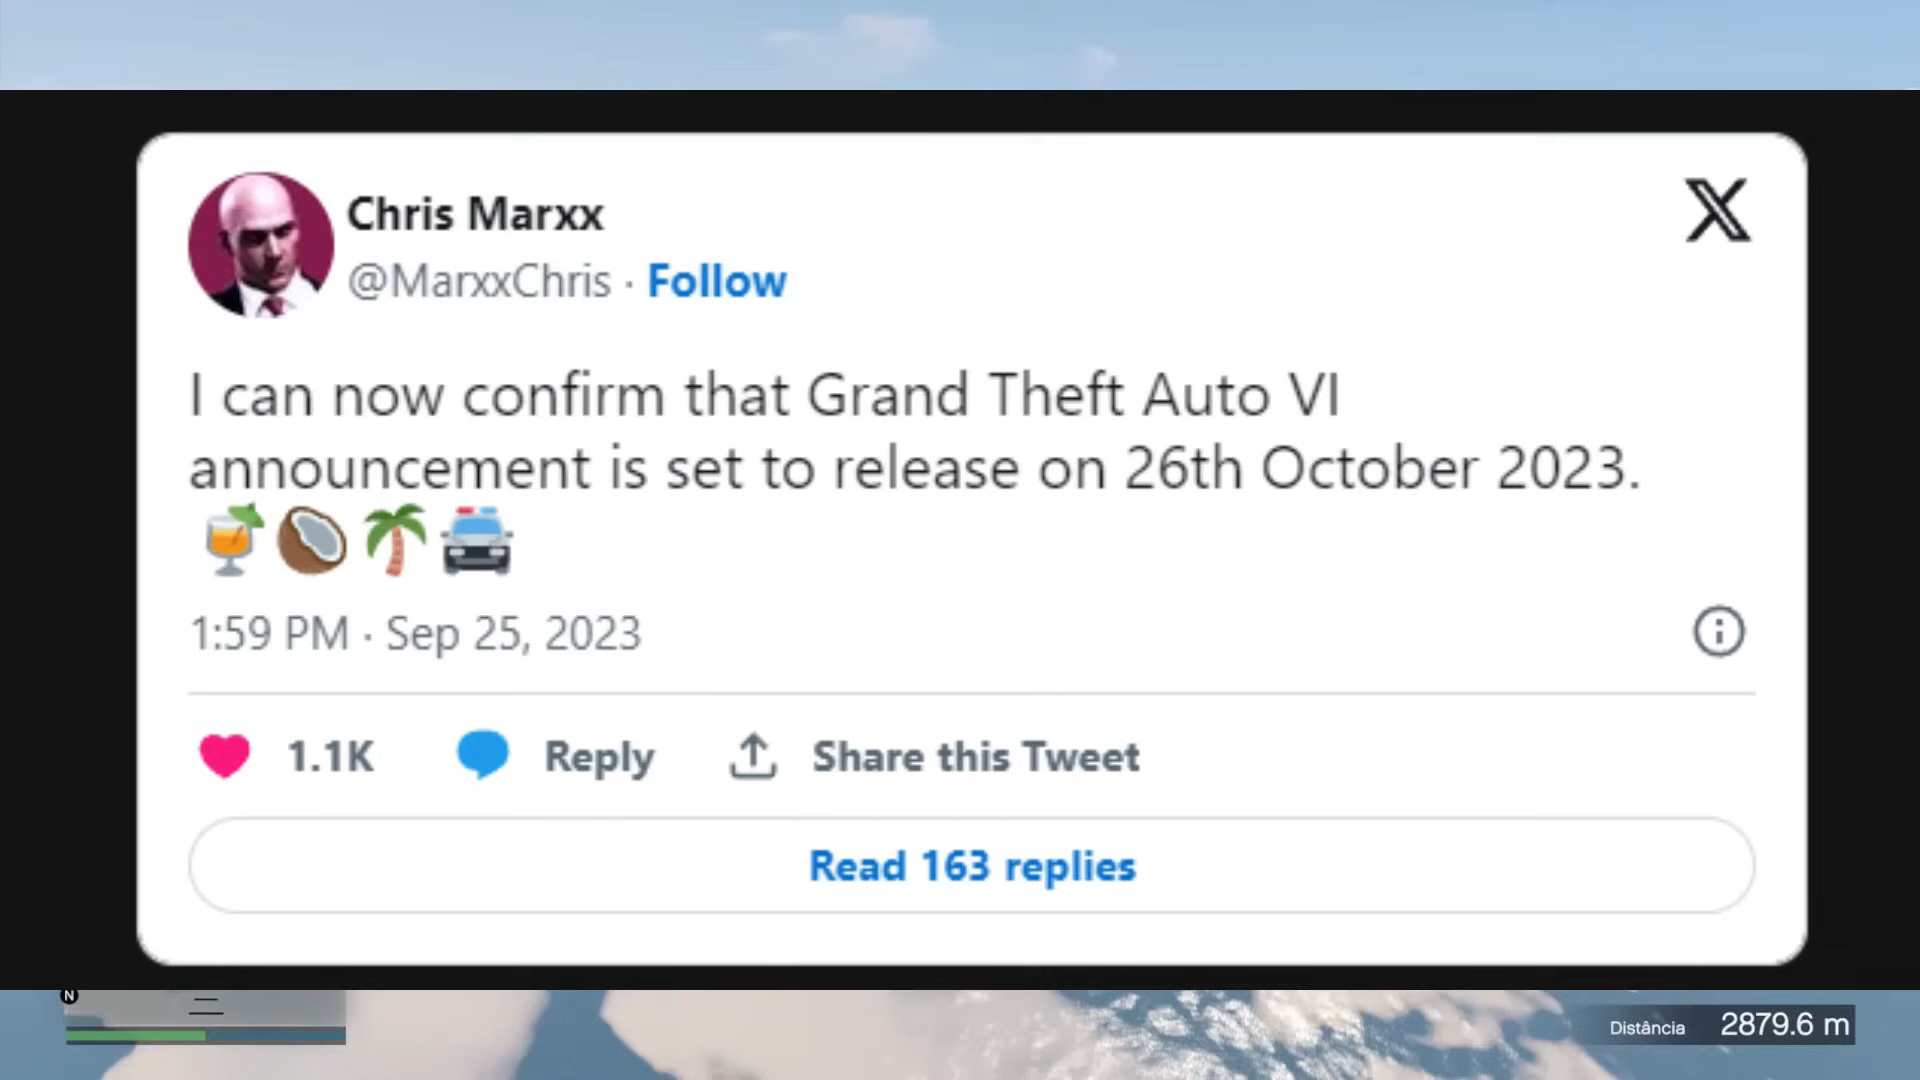 Chris Marxx
@MarxxChris · Follow
I can now confirm that Grand Theft Auto VI
announcement is set to release on 26th October 2023.
🍹🥥🌴🚔
1:59 PM · Sep 25, 2023
1.1K Reply Share this Tweet
Read 163 replies
N
Distância 2879.6 m